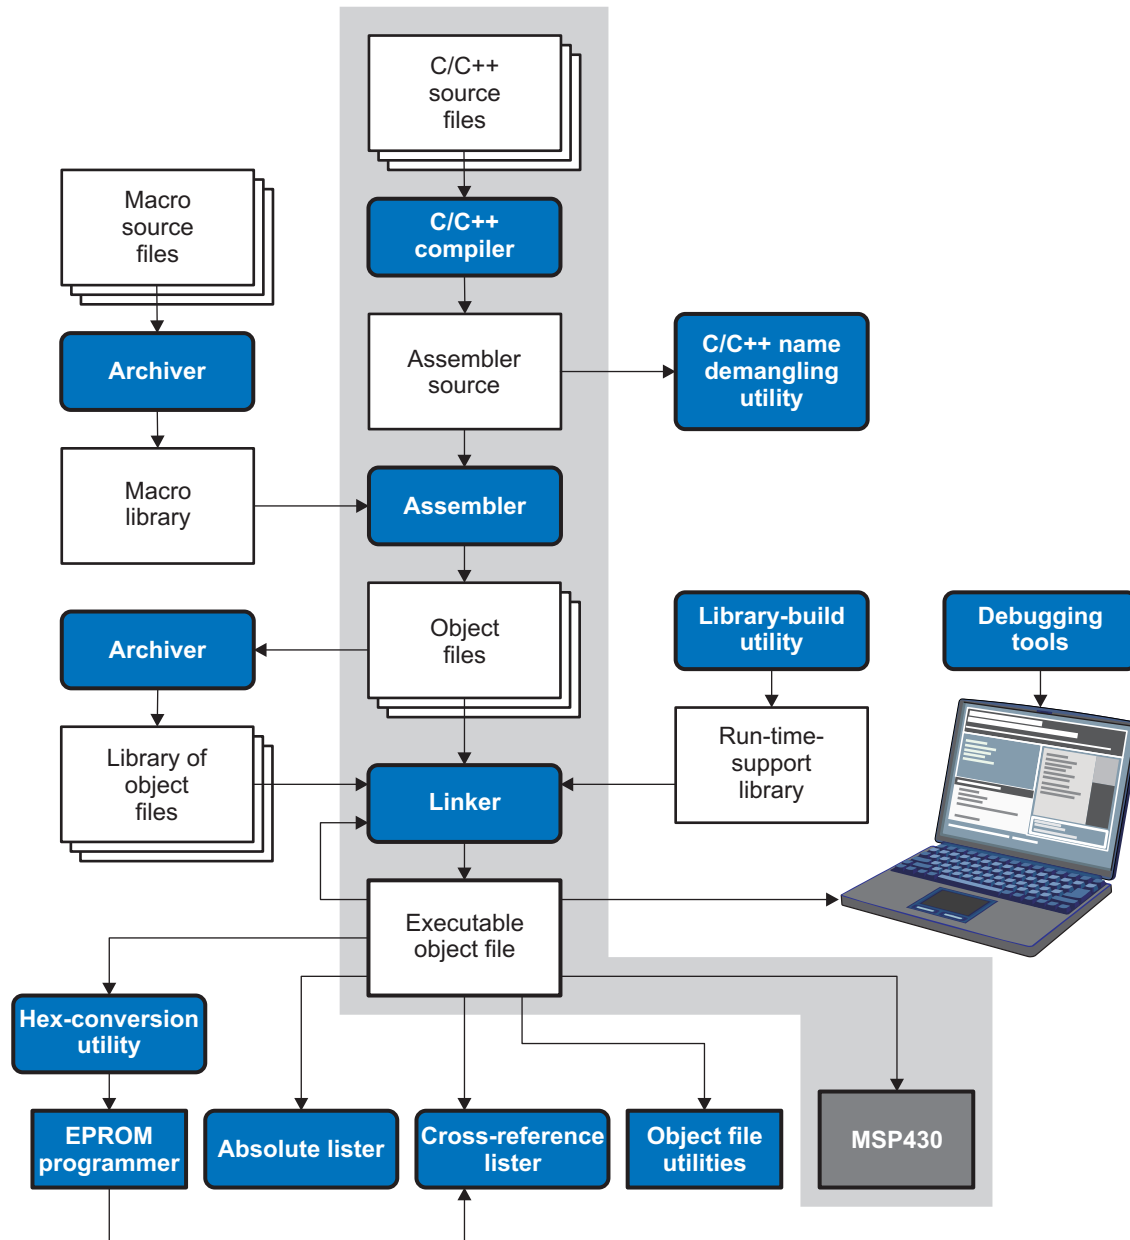 C/C++
source
files
Macro
source
files
C/C++
compiler
Archiver
Assembler
source
C/C++ name
demangling
utility
Macro
library
Assembler
Archiver
Object
files
Library-build
utility
Debugging
tools
Library of
object
files
Linker
Run-time-
support
library
Executable
object file
Hex-conversion
utility
EPROM
programmer
Absolute lister
Cross-reference
lister
Object file
utilities
MSP430